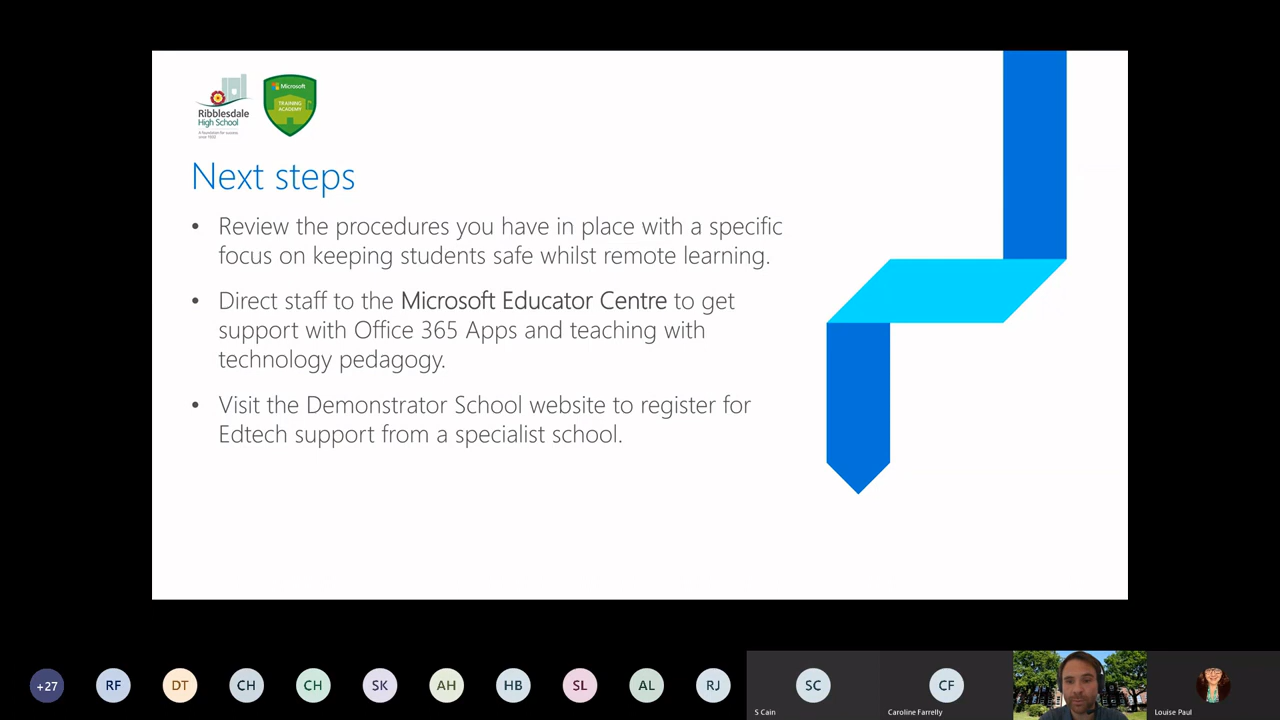 Ribblesdale
High School
A foundation for success
since 1932
Microsoft
TRAINING
ACADEMY
Next steps
• Review the procedures you have in place with a specific
focus on keeping students safe whilst remote learning.
• Direct staff to the Microsoft Educator Centre to get
support with Office 365 Apps and teaching with
technology pedagogy.
• Visit the Demonstrator School website to register for
Edtech support from a specialist school.
+27 RF DT CH CH SK AH HB SL AL RJ SC CF
S Cain Caroline Farrelly Louise Paul